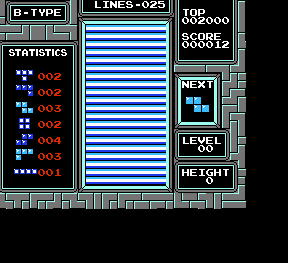 B-TYPE
LINES-025
TOP
002000
SCORE
000012
STATISTICS
002
002
003
002
004
003
001
NEXT
LEVEL
00
HEIGHT
0